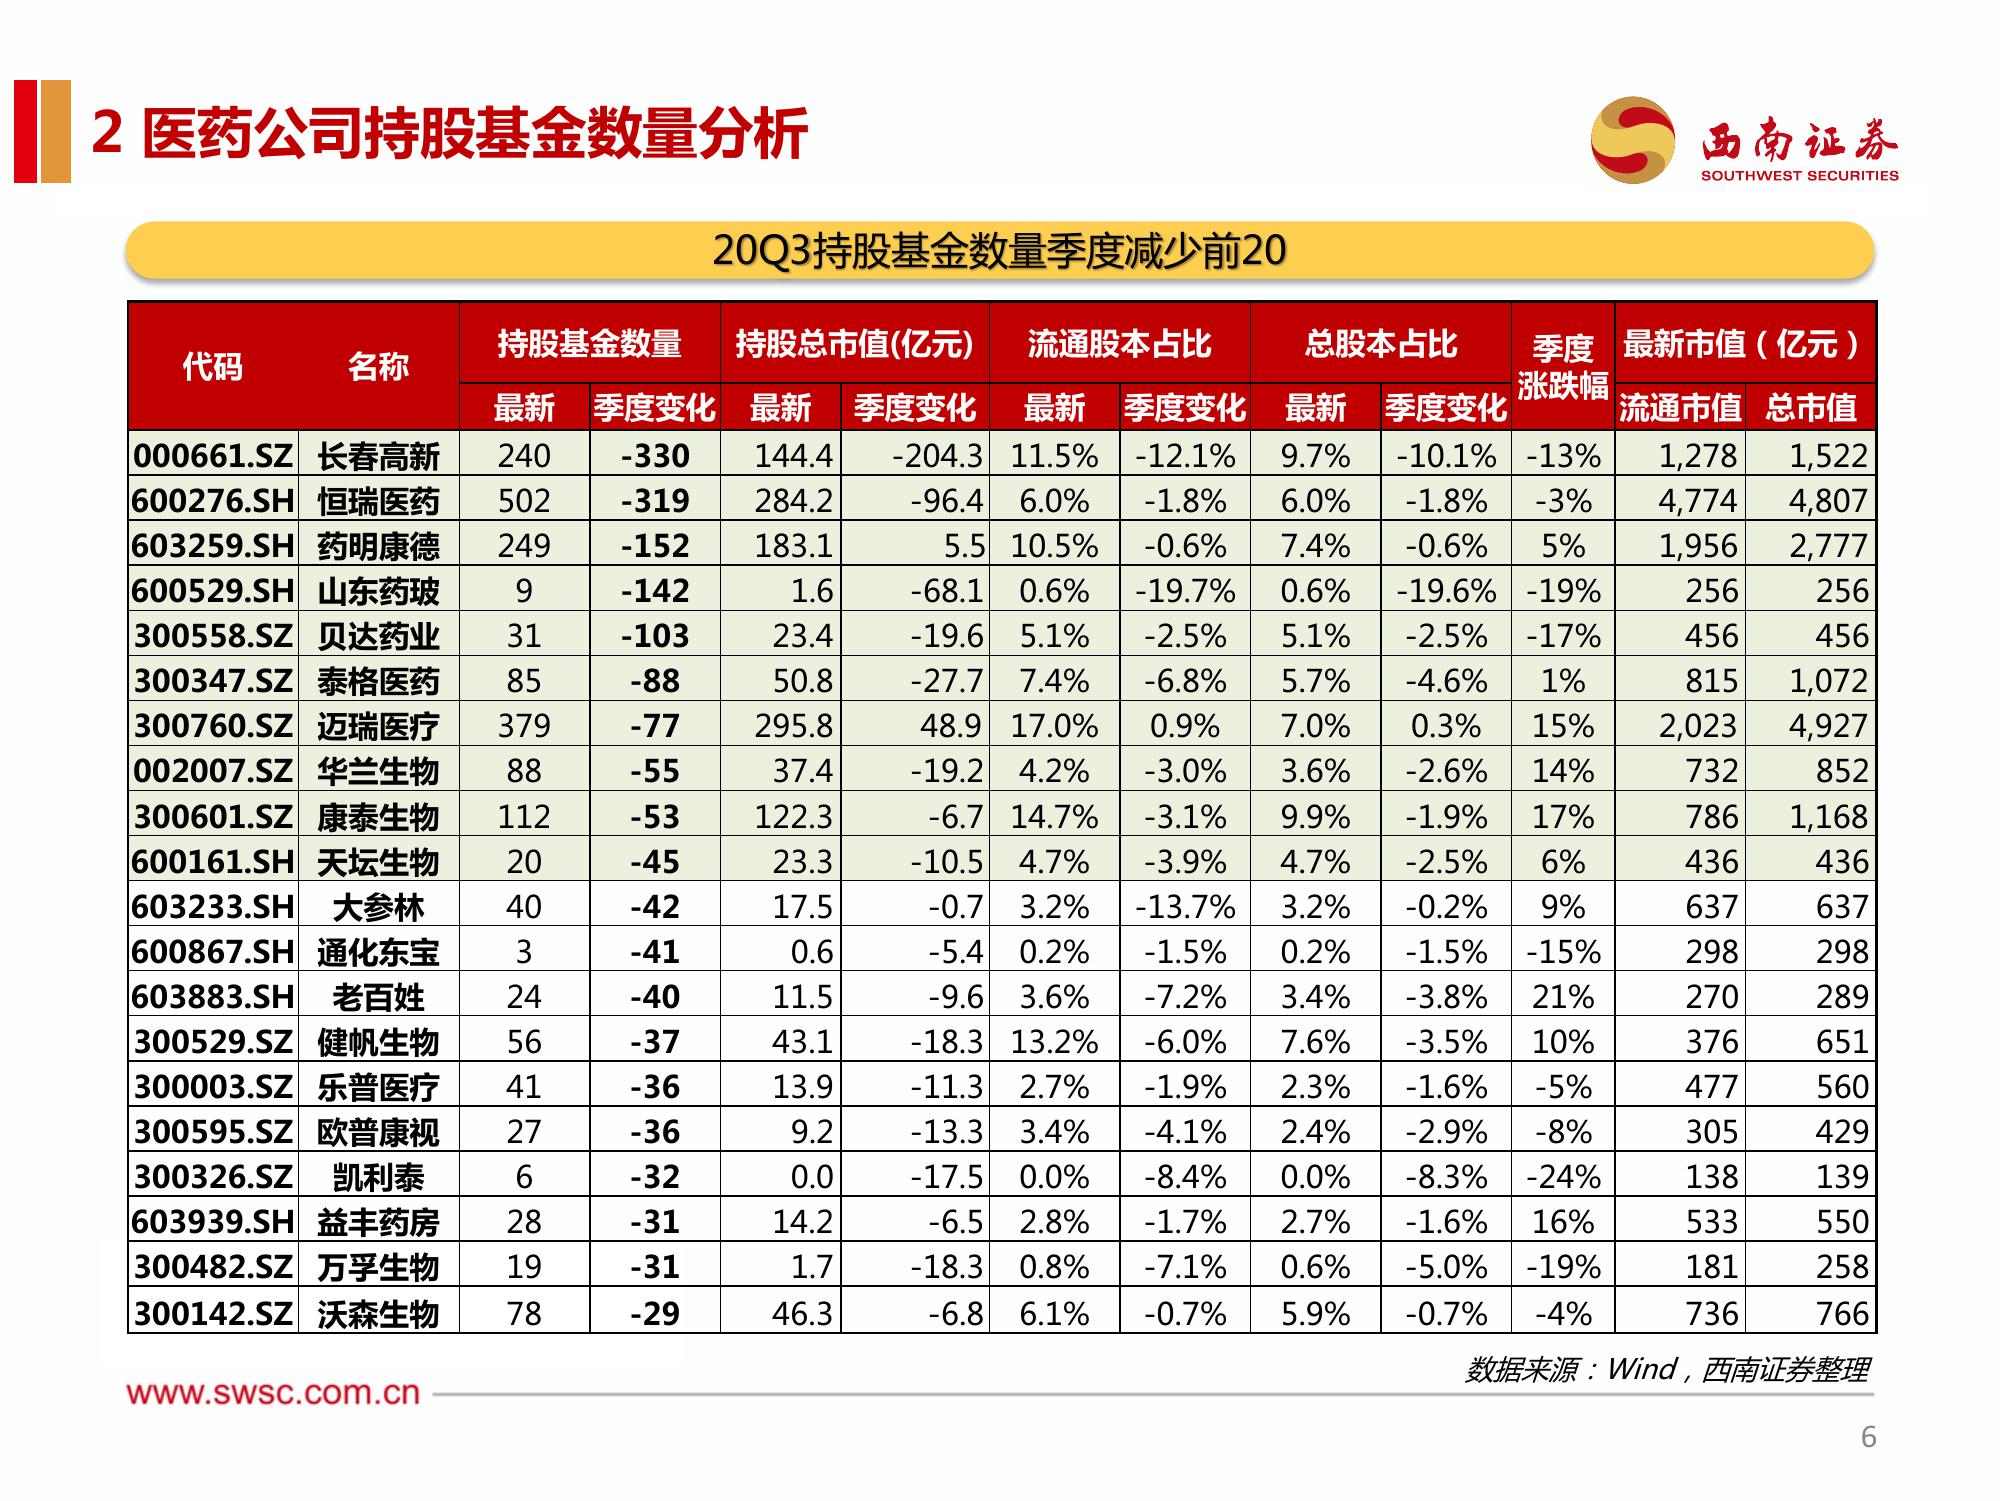 2 医药公司持股基金数量分析
西南证券
SOUTHWEST SECURITIES
20Q3持股基金数量季度减少前20
代码 名称 持股基金数量 持股总市值(亿元) 流通股本占比 总股本占比 季度涨跌幅 最新市值（亿元）
最新 季度变化 最新 季度变化 最新 季度变化 最新 季度变化 流通市值 总市值
000661.SZ 长春高新 240 -330 144.4 -204.3 11.5% -12.1% 9.7% -10.1% -13% 1,278 1,522
600276.SH 恒瑞医药 502 -319 284.2 -96.4 6.0% -1.8% 6.0% -1.8% -3% 4,774 4,807
603259.SH 药明康德 249 -152 183.1 5.5 10.5% -0.6% 7.4% -0.6% 5% 1,956 2,777
600529.SH 山东药玻 9 -142 1.6 -68.1 0.6% -19.7% 0.6% -19.6% -19% 256 256
300558.SZ 贝达药业 31 -103 23.4 -19.6 5.1% -2.5% 5.1% -2.5% -17% 456 456
300347.SZ 泰格医药 85 -88 50.8 -27.7 7.4% -6.8% 5.7% -4.6% 1% 815 1,072
300760.SZ 迈瑞医疗 379 -77 295.8 48.9 17.0% 0.9% 7.0% 0.3% 15% 2,023 4,927
002007.SZ 华兰生物 88 -55 37.4 -19.2 4.2% -3.0% 3.6% -2.6% 14% 732 852
300601.SZ 康泰生物 112 -53 122.3 -6.7 14.7% -3.1% 9.9% -1.9% 17% 786 1,168
600161.SH 天坛生物 20 -45 23.3 -10.5 4.7% -3.9% 4.7% -2.5% 6% 436 436
603233.SH 大参林 40 -42 17.5 -0.7 3.2% -13.7% 3.2% -0.2% 9% 637 637
600867.SH 通化东宝 3 -41 0.6 -5.4 0.2% -1.5% 0.2% -1.5% -15% 298 298
603883.SH 老百姓 24 -40 11.5 -9.6 3.6% -7.2% 3.4% -3.8% 21% 270 289
300529.SZ 健帆生物 56 -37 43.1 -18.3 13.2% -6.0% 7.6% -3.5% 10% 376 651
300003.SZ 乐普医疗 41 -36 13.9 -11.3 2.7% -1.9% 2.3% -1.6% -5% 477 560
300595.SZ 欧普康视 27 -36 9.2 -13.3 3.4% -4.1% 2.4% -2.9% -8% 305 429
300326.SZ 凯利泰 6 -32 0.0 -17.5 0.0% -8.4% 0.0% -8.3% -24% 138 139
603939.SH 益丰药房 28 -31 14.2 -6.5 2.8% -1.7% 2.7% -1.6% 16% 533 550
300482.SZ 万孚生物 19 -31 1.7 -18.3 0.8% -7.1% 0.6% -5.0% -19% 181 258
300142.SZ 沃森生物 78 -29 46.3 -6.8 6.1% -0.7% 5.9% -0.7% -4% 736 766
数据来源：Wind，西南证券整理
www.swsc.com.cn
6